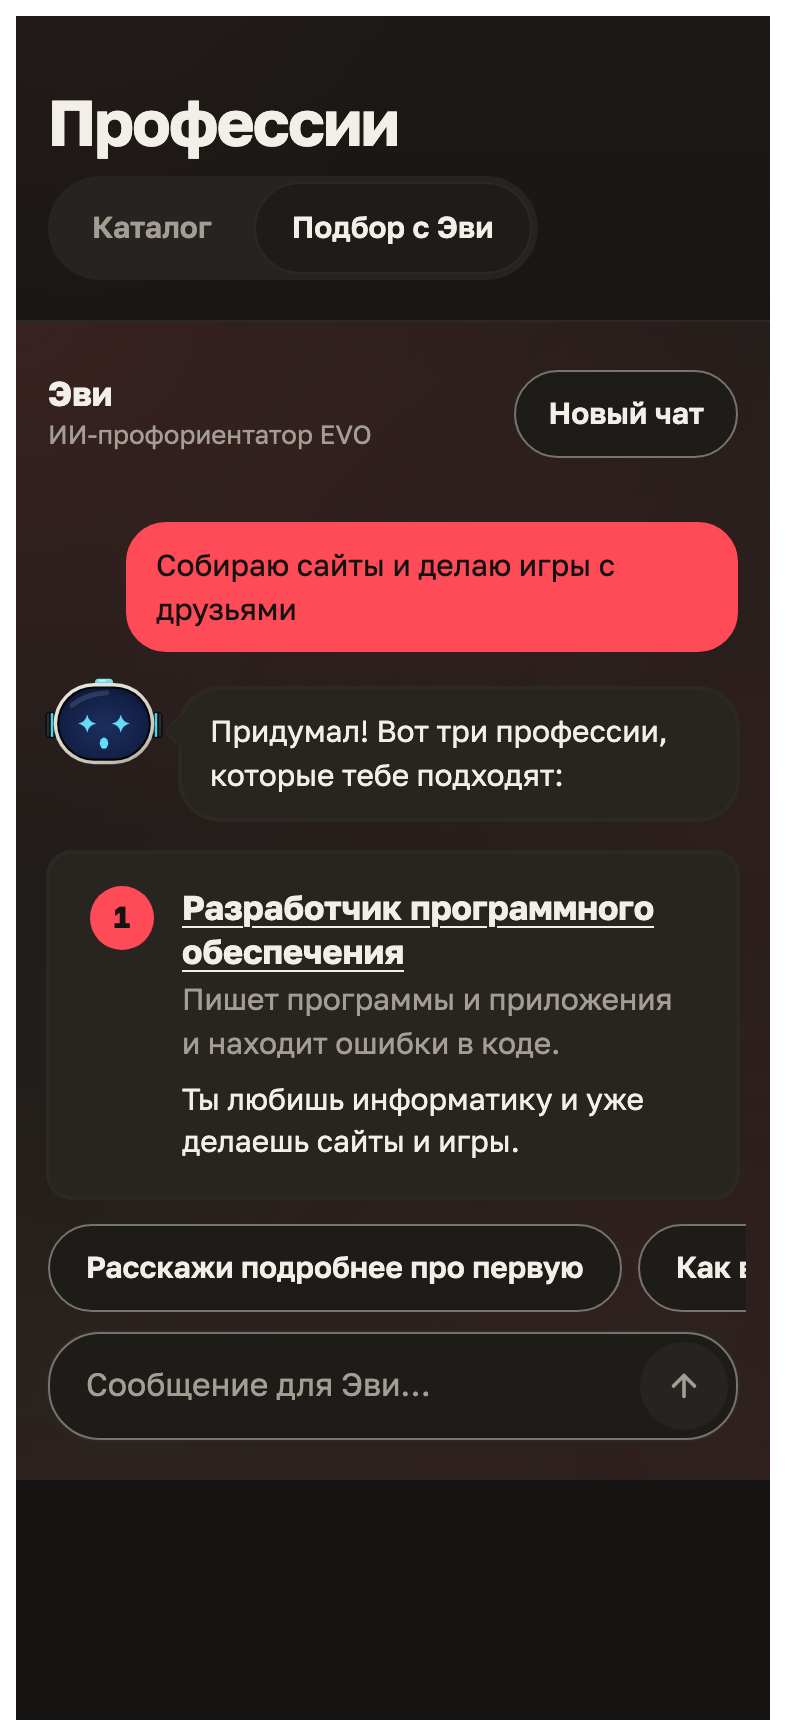 Профессии
Каталог
Подбор с Эви
Эви
ИИ-профориентатор EVO
Новый чат
Собираю сайты и делаю игры с
друзьями
Придумал! Вот три профессии,
которые тебе подходят:
1
Разработчик программного
обеспечения
Пишет программы и приложения
и находит ошибки в коде.
Ты любишь информатику и уже
делаешь сайты и игры.
Расскажи подробнее про первую
Как
Сообщение для Эви...